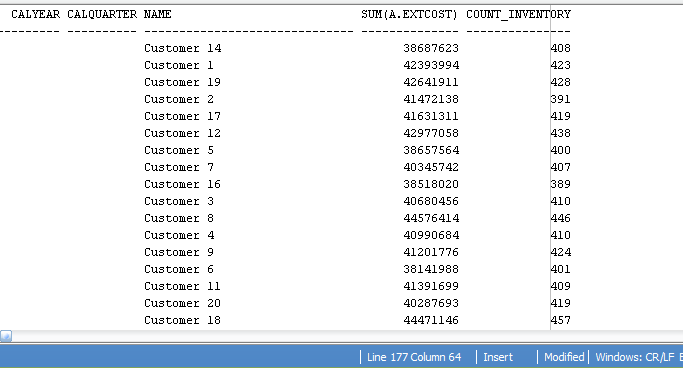 CALYEAR CALQUARTER NAME SUM(A.EXTCOST) COUNT_INVENTORY
--------- ---------- ------------------------------ -------------- ---------------
Customer 14 38687623 408
Customer 1 42393994 423
Customer 19 42641911 428
Customer 2 41472138 391
Customer 17 41631311 419
Customer 12 42977058 438
Customer 5 38657564 400
Customer 7 40345742 407
Customer 16 38518020 389
Customer 3 40680456 410
Customer 8 44576414 446
Customer 4 40990684 410
Customer 9 41201776 424
Customer 6 38141988 401
Customer 11 41391699 409
Customer 20 40287693 419
Customer 18 44471146 457
Line 177 Column 64 Insert Modified Windows: CR/LF